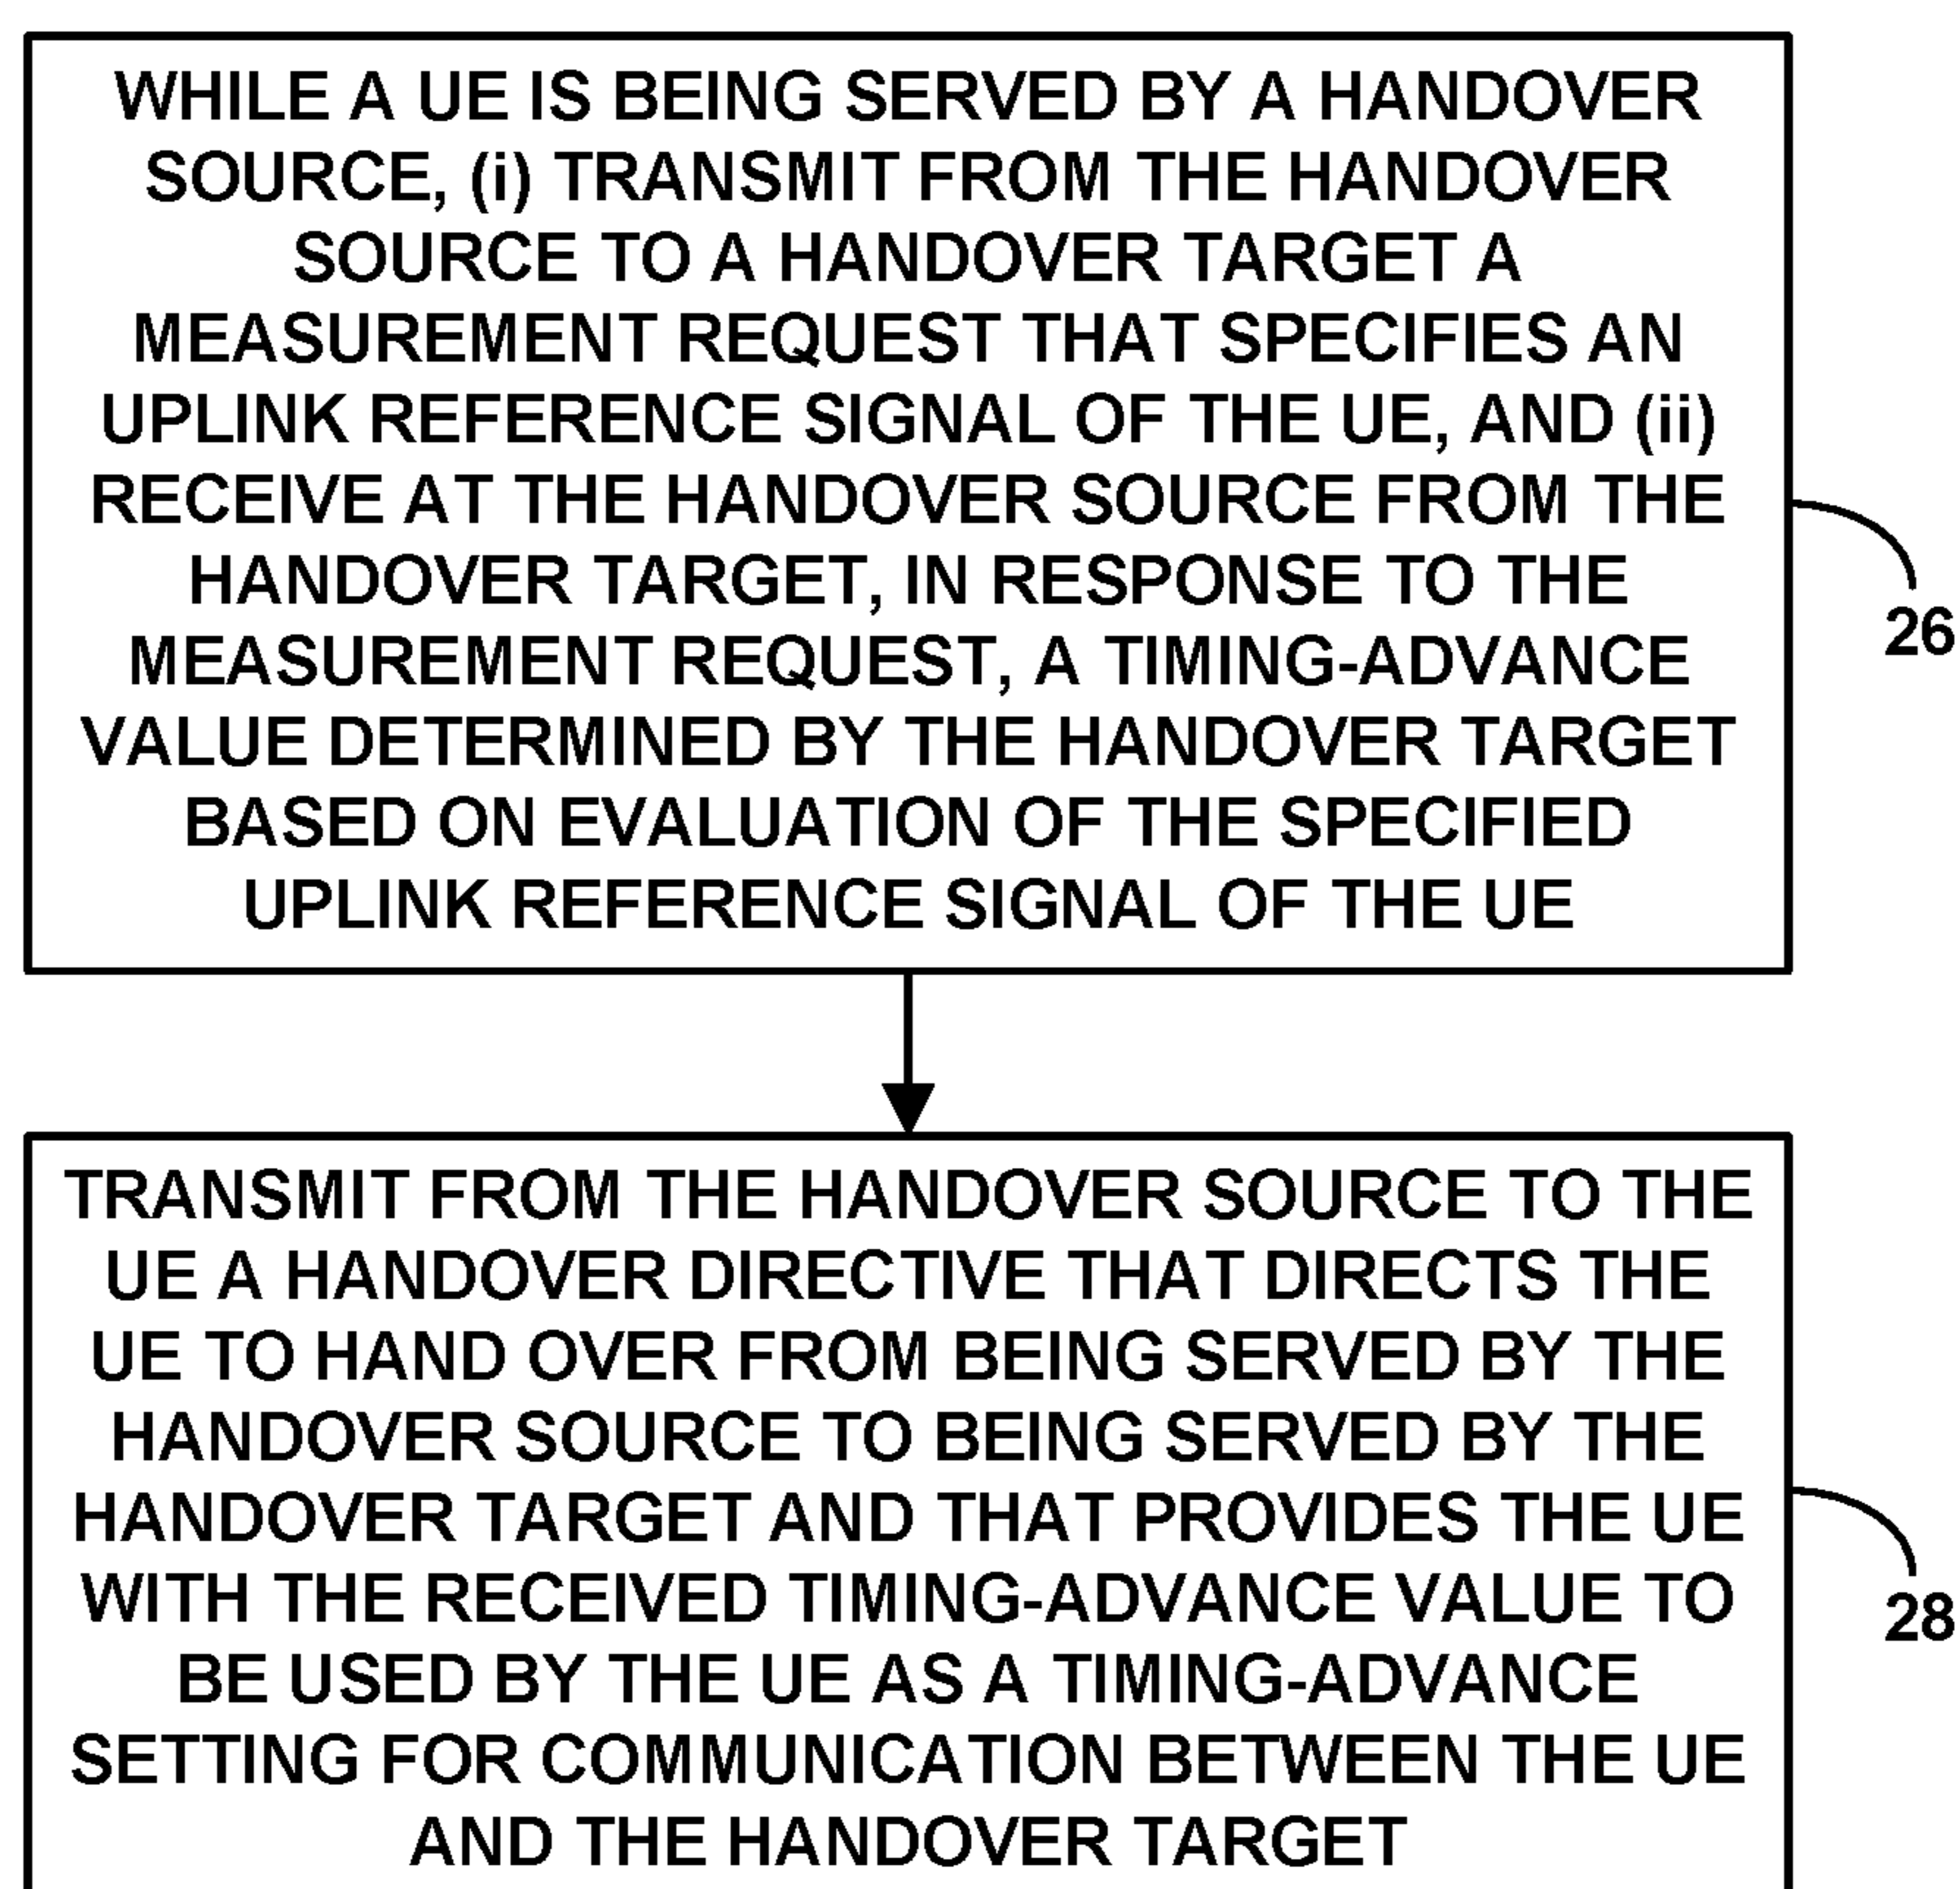 WHILE A UE IS BEING SERVED BY A HANDOVER
SOURCE, (i) TRANSMIT FROM THE HANDOVER
SOURCE TO A HANDOVER TARGET A
MEASUREMENT REQUEST THAT SPECIFIES AN
UPLINK REFERENCE SIGNAL OF THE UE, AND (ii)
RECEIVE AT THE HANDOVER SOURCE FROM THE
HANDOVER TARGET, IN RESPONSE TO THE
MEASUREMENT REQUEST, A TIMING-ADVANCE
VALUE DETERMINED BY THE HANDOVER TARGET
BASED ON EVALUATION OF THE SPECIFIED
UPLINK REFERENCE SIGNAL OF THE UE
26
TRANSMIT FROM THE HANDOVER SOURCE TO THE
UE A HANDOVER DIRECTIVE THAT DIRECTS THE
UE TO HAND OVER FROM BEING SERVED BY THE
HANDOVER SOURCE TO BEING SERVED BY THE
HANDOVER TARGET AND THAT PROVIDES THE UE
WITH THE RECEIVED TIMING-ADVANCE VALUE TO
BE USED BY THE UE AS A TIMING-ADVANCE
SETTING FOR COMMUNICATION BETWEEN THE UE
AND THE HANDOVER TARGET
28